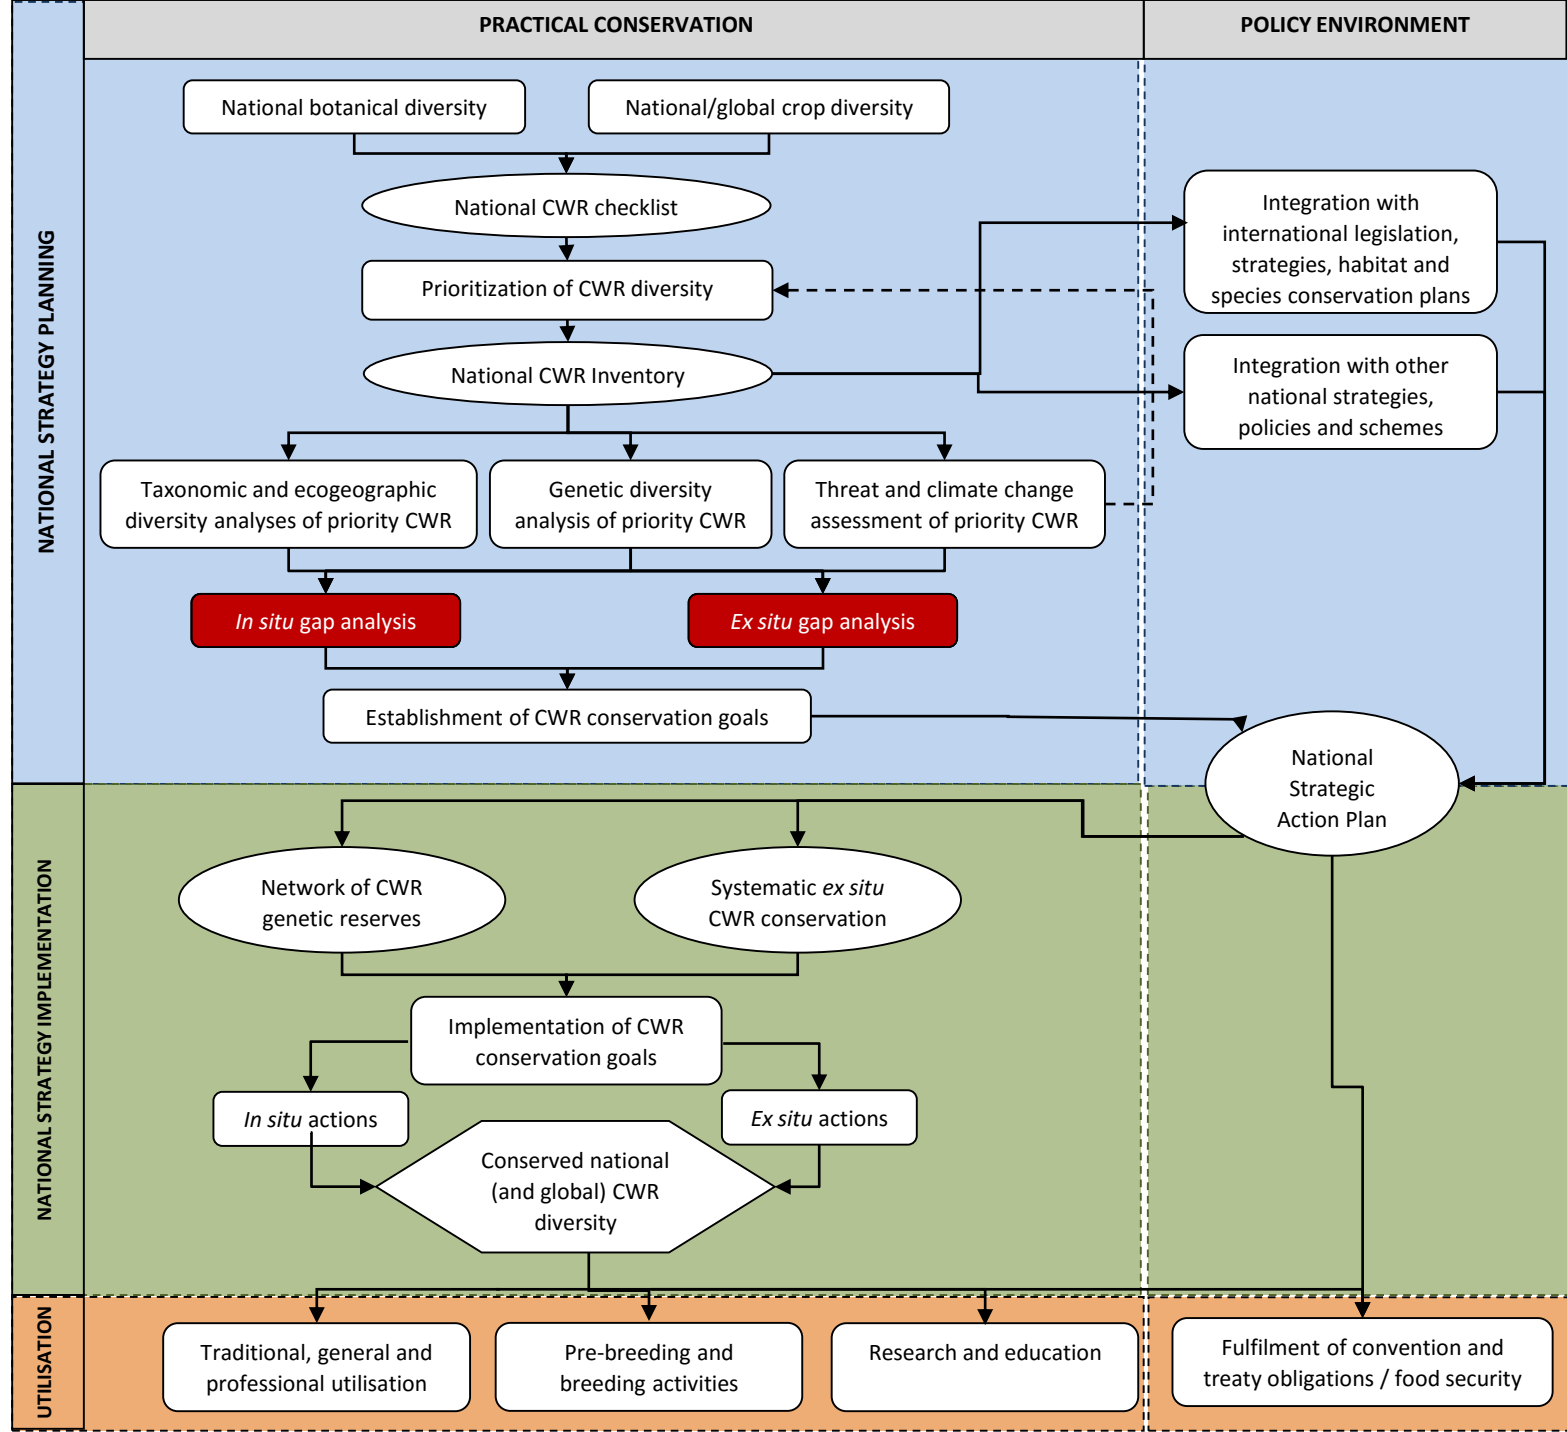 PRACTICAL CONSERVATION
POLICY ENVIRONMENT
NATIONAL STRATEGY PLANNING
National botanical diversity
National/global crop diversity
National CWR checklist
Prioritization of CWR diversity
National CWR Inventory
Integration with
international legislation,
strategies, habitat and
species conservation plans
Integration with other
national strategies,
policies and schemes
Taxonomic and ecogeographic
diversity analyses of priority CWR
Genetic diversity
analysis of priority CWR
Threat and climate change
assessment of priority CWR
In situ gap analysis
Ex situ gap analysis
Establishment of CWR conservation goals
National
Strategic
Action Plan
NATIONAL STRATEGY IMPLEMENTATION
Network of CWR
genetic reserves
Systematic ex situ
CWR conservation
Implementation of CWR
conservation goals
In situ actions
Ex situ actions
Conserved national
(and global) CWR
diversity
UTILISATION
Traditional, general and
professional utilisation
Pre-breeding and
breeding activities
Research and education
Fulfilment of convention and
treaty obligations / food security